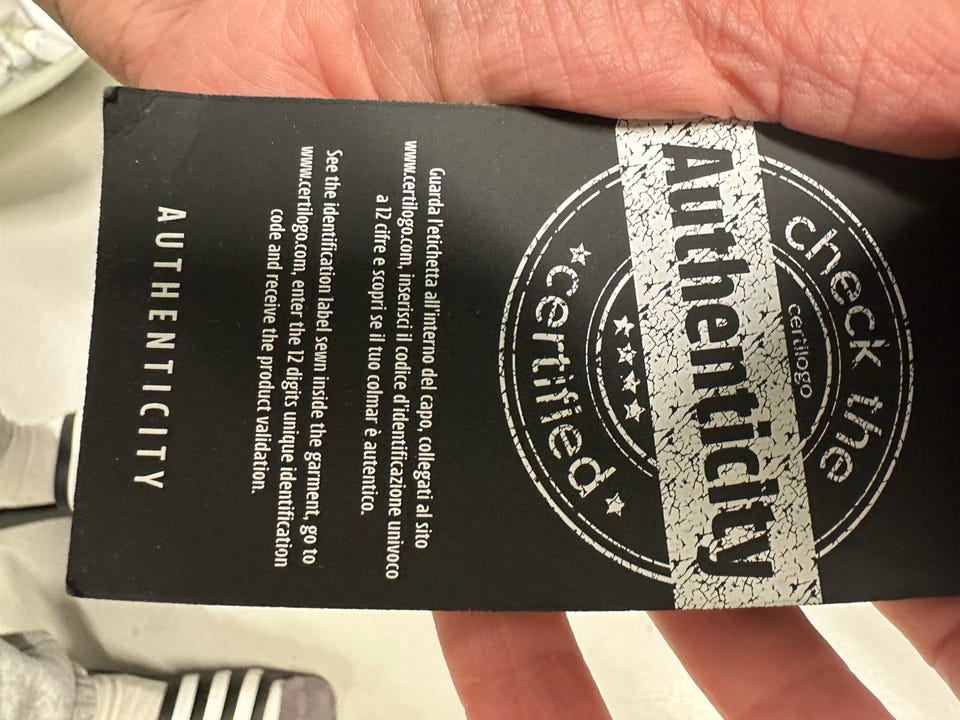 check the
certilogo
Authenticity
certified
Guarda l'etichetta all'interno del capo, collegati al sito
www.certilogo.com, inserisci il codice d'identificazione univoco
a 12 cifre e scopri se il tuo colmar è autentico.
See the identification label sewn inside the garment, go to
www.certilogo.com, enter the 12 digits unique identification
code and receive the product validation.
AUTHENTICITY